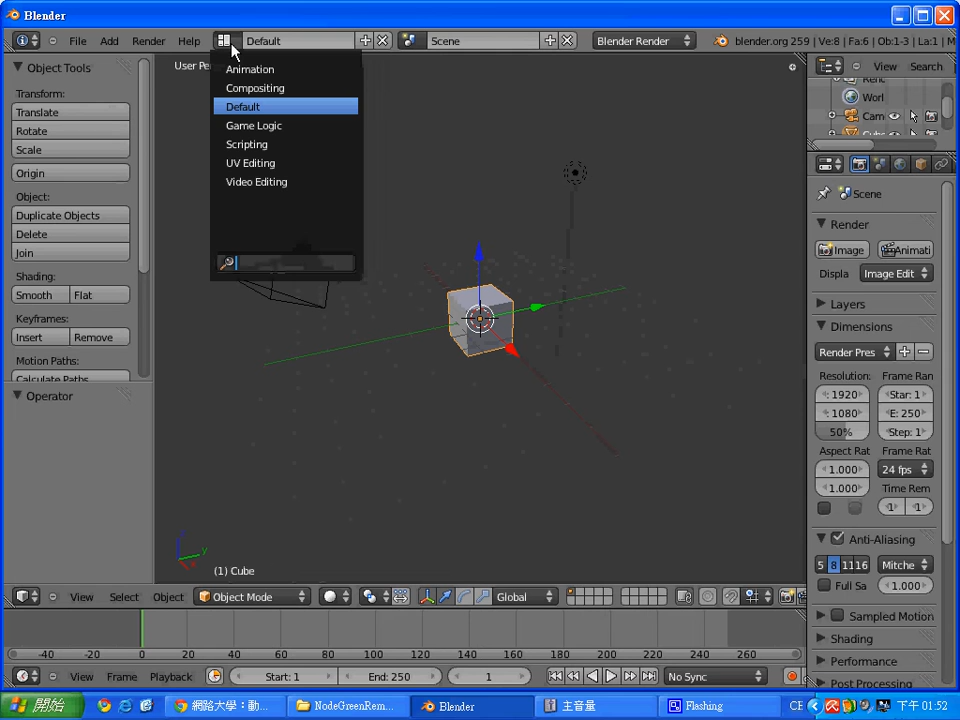 Blender
File Add Render Help Default Scene Blender Render blender.org 259 | Ve:8 | Fa:6 | Ob:1-3 | La:1 |
Object Tools
Transform:
Translate
Rotate
Scale
Origin
Object:
Duplicate Objects
Delete
Join
Shading:
Smooth Flat
Keyframes:
Insert Remove
Motion Paths:
Calculate Paths
Operator
User Pe
Animation
Compositing
Default
Game Logic
Scripting
UV Editing
Video Editing
y
(1) Cube
View Search
Worl
Cam
Scene
Render
Image Animati
Displa Image Edit
Layers
Dimensions
Render Pres
Resolution: Frame Ran
: 1920 Star: 1
: 1080 E: 250
50% Step: 1
Aspect Rat Frame Rat
1.000 24 fps
1.000 Time Rem
1 1
Anti-Aliasing
5 8 11 16 Mitche
Full Sa 1.000
Sampled Motion
Shading
Performance
Post Processing
View Select Object Object Mode Global
-40 -20 0 20 40 60 80 100 120 140 160 180 200 220 240 260
View Frame Playback Start: 1 End: 250 1 No Sync
開始 網路大學：動... NodeGreenRem... Blender 主音量 Flashing CE 下午 01:52